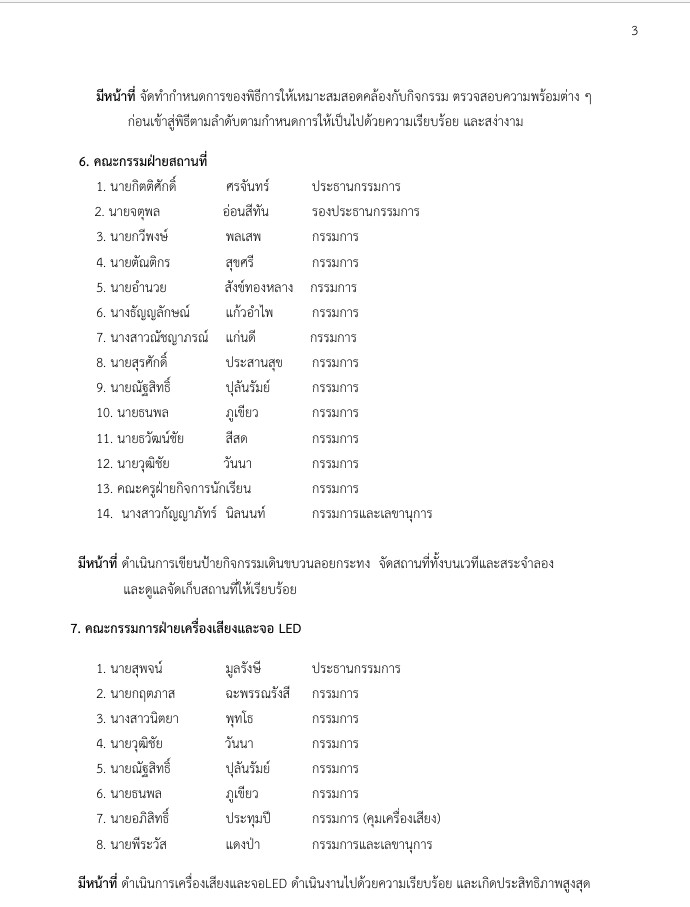 3
มีหน้าที่ จัดทำกำหนดการของพิธีการให้เหมาะสมสอดคล้องกับกิจกรรม ตรวจสอบความพร้อมต่าง ๆ
ก่อนเข้าสู่พิธีตามลำดับตามกำหนดการให้เป็นไปด้วยความเรียบร้อย และสง่างาม
6. คณะกรรมฝ่ายสถานที่
1. นายกิตติศักดิ์ ศรจันทร์ ประธานกรรมการ
2. นายจตุพล อ่อนสีทัน รองประธานกรรมการ
3. นายกวีพงษ์ พลเสพ กรรมการ
4. นายตัณติกร สุขศรี กรรมการ
5. นายอำนวย สังข์ทองหลาง กรรมการ
6. นางธัญญลักษณ์ แก้วอำไพ กรรมการ
7. นางสาวณัชญาภรณ์ แก่นดี กรรมการ
8. นายสุรศักดิ์ ประสานสุข กรรมการ
9. นายณัฐสิทธิ์ ปุลันรัมย์ กรรมการ
10. นายธนพล ภูเขียว กรรมการ
11. นายธวัฒน์ชัย สีสด กรรมการ
12. นายวุฒิชัย วันนา กรรมการ
13. คณะครูฝ่ายกิจการนักเรียน กรรมการ
14. นางสาวกัญญาภัทร์ นิลนนท์ กรรมการและเลขานุการ
มีหน้าที่ ดำเนินการเขียนป้ายกิจกรรมเดินขบวนลอยกระทง จัดสถานที่ทั้งบนเวทีและสระจำลอง
และดูแลจัดเก็บสถานที่ให้เรียบร้อย
7. คณะกรรมการฝ่ายเครื่องเสียงและจอ LED
1. นายสุพจน์ มูลรังษี ประธานกรรมการ
2. นายกฤตภาส ฉะพรรณรังสี กรรมการ
3. นางสาวนิตยา พุทโธ กรรมการ
4. นายวุฒิชัย วันนา กรรมการ
5. นายณัฐสิทธิ์ ปุลันรัมย์ กรรมการ
6. นายธนพล ภูเขียว กรรมการ
7. นายอภิสิทธิ์ ประทุมปี กรรมการ (คุมเครื่องเสียง)
8. นายพีระวัส แดงป่า กรรมการและเลขานุการ
มีหน้าที่ ดำเนินการเครื่องเสียงและจอLED ดำเนินงานไปด้วยความเรียบร้อย และเกิดประสิทธิภาพสูงสุด